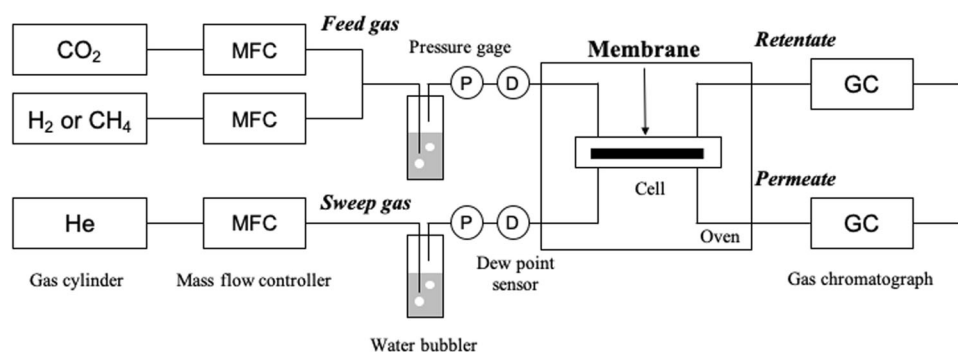 Feed gas
CO2
MFC
Pressure gage
Membrane
Retentate
P
D
GC
H2 or CH4
MFC
Cell
Sweep gas
Permeate
He
MFC
P
D
GC
Oven
Gas cylinder
Mass flow controller
Dew point
sensor
Gas chromatograph
Water bubbler